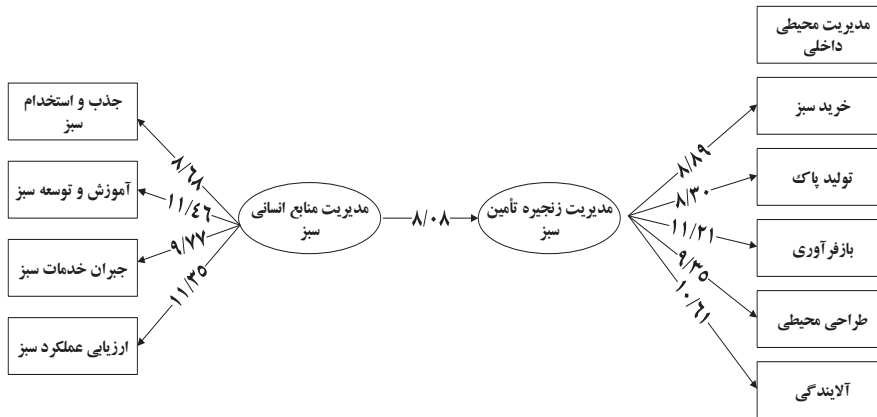 مدیریت محیطی
داخلی
خرید سبز
تولید پاک
بازفرآوری
طراحی محیطی
آلایندگی
۸/۸۹
۸/۳۰
۱۱/۲۱
۹/۳۵
۱۰/۶۱
مدیریت زنجیره تأمین
سبز
۸/۰۸
مدیریت منابع انسانی
سبز
۸/۶۸
۱۱/۴۶
۹/۷۷
۱۱/۳۵
جذب و استخدام
سبز
آموزش و توسعه سبز
جبران خدمات سبز
ارزیابی عملکرد سبز